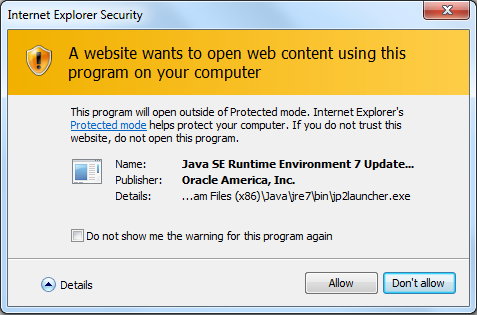 Internet Explorer Security
A website wants to open web content using this
program on your computer
This program will open outside of Protected mode. Internet Explorer's
Protected mode helps protect your computer. If you do not trust this
website, do not open this program.
Name: Java SE Runtime Environment 7 Update...
Publisher: Oracle America, Inc.
Details: ...am Files (x86)\Java\jre7\bin\jp2launcher.exe
Do not show me the warning for this program again
Details Allow Don't allow